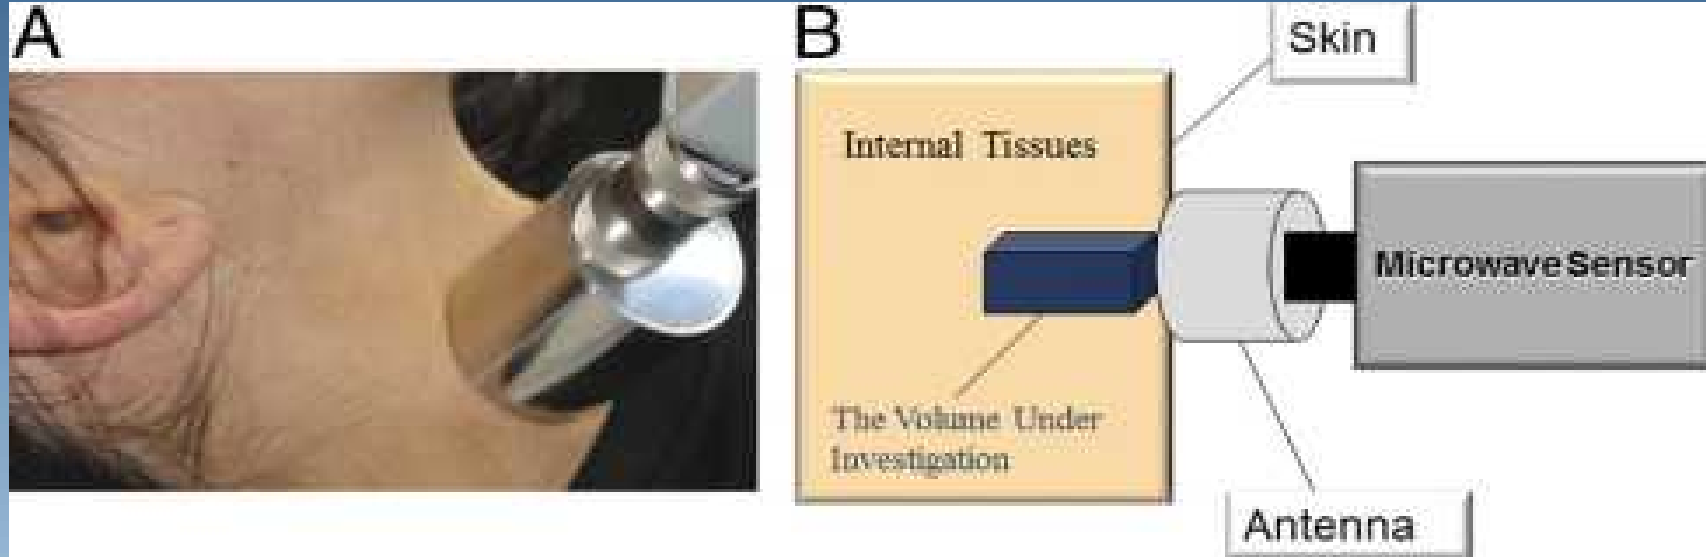 A
B
Skin
Internal Tissues
Microwave Sensor
The Volume Under
Investigation
Antenna